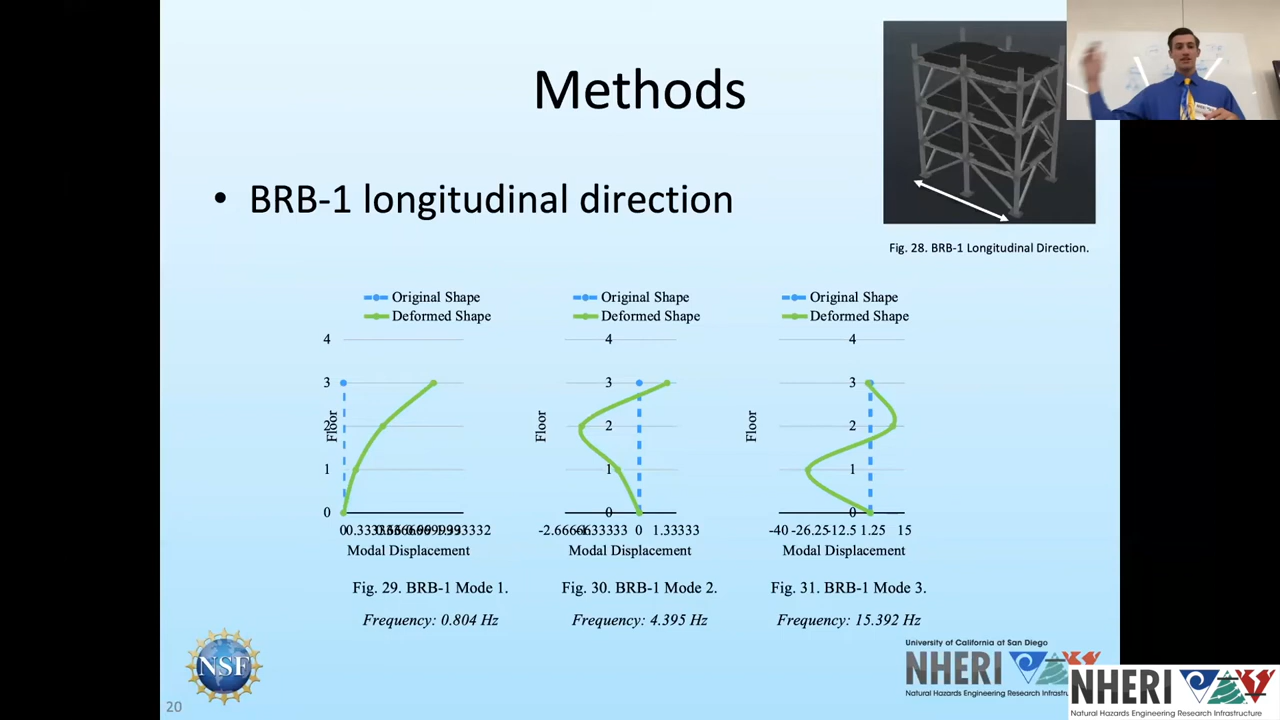 Methods
• BRB-1 longitudinal direction
Fig. 28. BRB-1 Longitudinal Direction.
Original Shape
Deformed Shape
4
3
2
1
0
Floor
0
Modal Displacement
Fig. 29. BRB-1 Mode 1.
Frequency: 0.804 Hz
Original Shape
Deformed Shape
4
3
2
1
0
Floor
0 1.33333
Modal Displacement
Fig. 30. BRB-1 Mode 2.
Frequency: 4.395 Hz
Original Shape
Deformed Shape
4
3
2
1
0
Floor
-40 -26.25 -12.5 1.25 15
Modal Displacement
Fig. 31. BRB-1 Mode 3.
Frequency: 15.392 Hz
NSF
University of California at San Diego
NHERI
Natural Hazards Engineering Research
NHERI
Natural Hazards Engineering Research Infrastructure
20